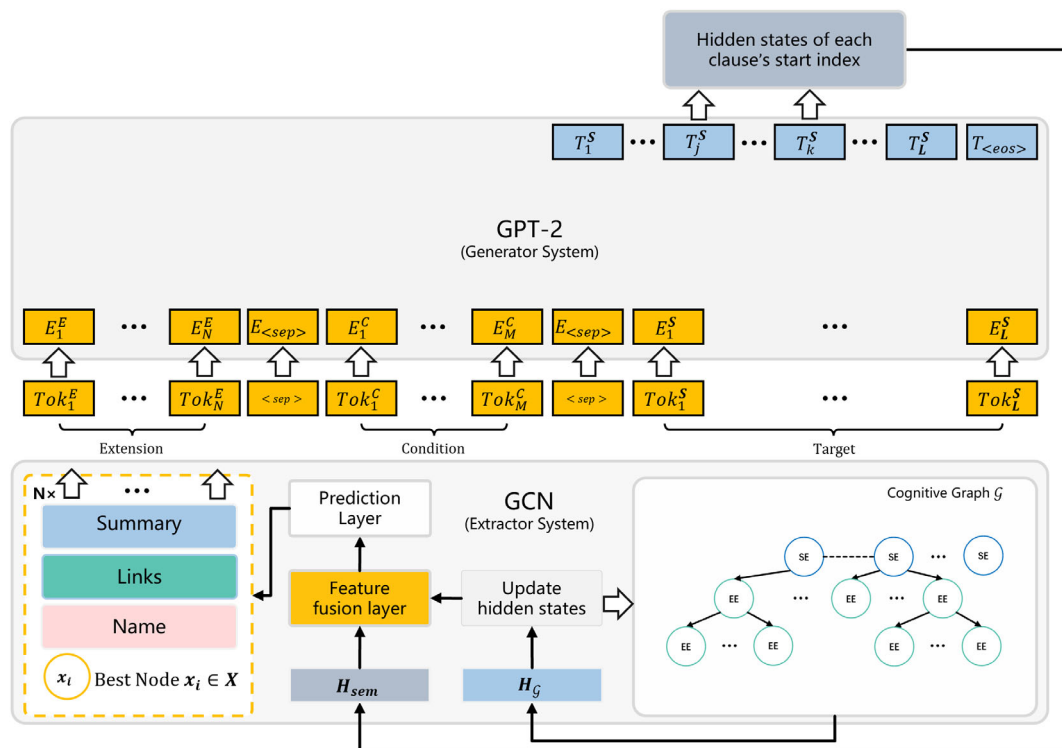 Hidden states of each
clause's start index
T_1^S ••• T_j^S ••• T_k^S ••• T_L^S T_<eos>
GPT-2
(Generator System)
E_1^E ••• E_N^E E_<sep> E_1^C ••• E_M^C E_<sep> E_1^S ••• E_L^S
Tok_1^E ••• Tok_N^E <sep> Tok_1^C ••• Tok_M^C <sep> Tok_1^S ••• Tok_L^S
Extension Condition Target
N× •••
Summary
Links
Name
x_i Best Node x_i ∈ X
Prediction
Layer
GCN
(Extractor System)
Feature
fusion layer
Update
hidden states
H_sem
H_𝒢
Cognitive Graph 𝒢
SE SE ••• SE
EE ••• EE ••• EE
EE ••• EE EE ••• EE